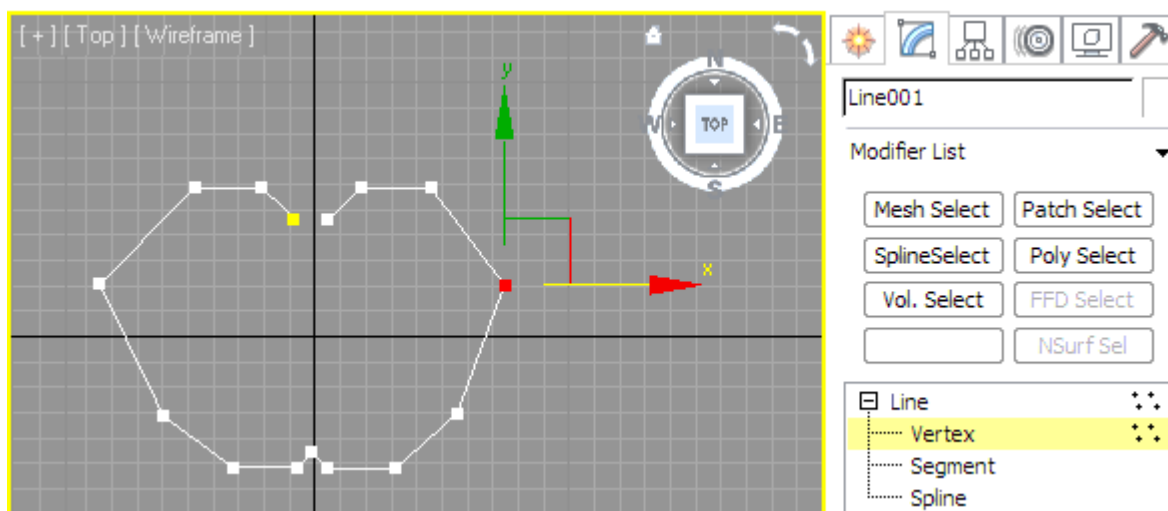 [ + ] [ Top ] [ Wireframe ]
y
N
W
TOP
E
S
x
Line001
Modifier List
Mesh Select
Patch Select
SplineSelect
Poly Select
Vol. Select
FFD Select
NSurf Sel
Line
Vertex
Segment
Spline